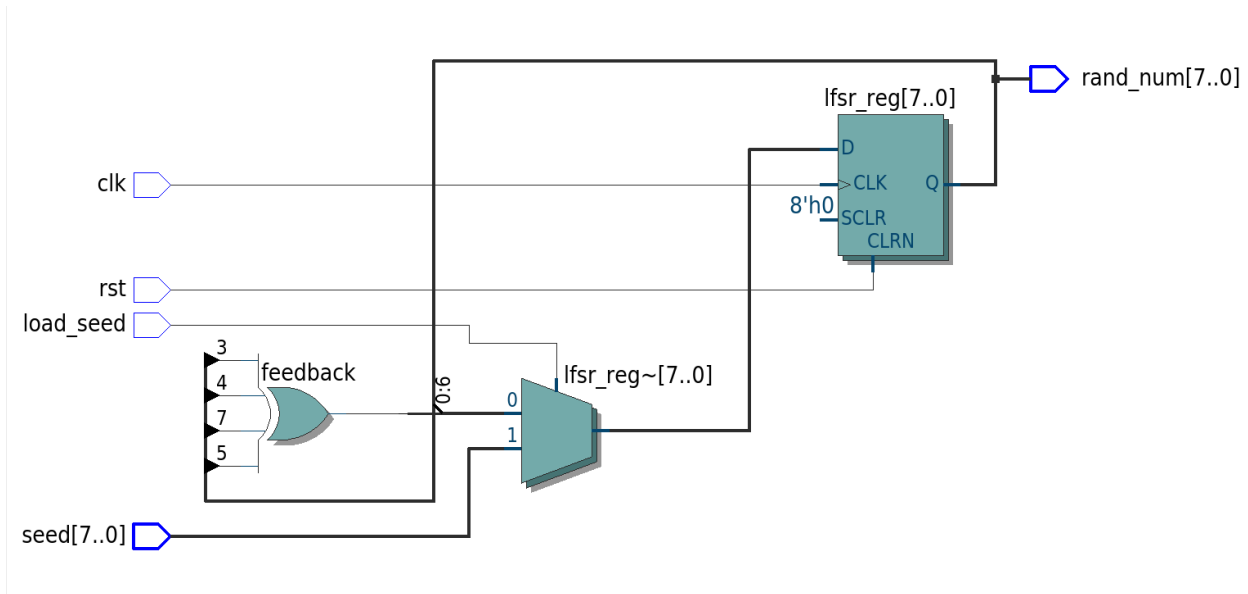 rand_num[7..0]
lfsr_reg[7..0]
D
clk
CLK
Q
8'h0
SCLR
CLRN
rst
load_seed
3
feedback
lfsr_reg~[7..0]
4
0:6
0
7
1
5
seed[7..0]